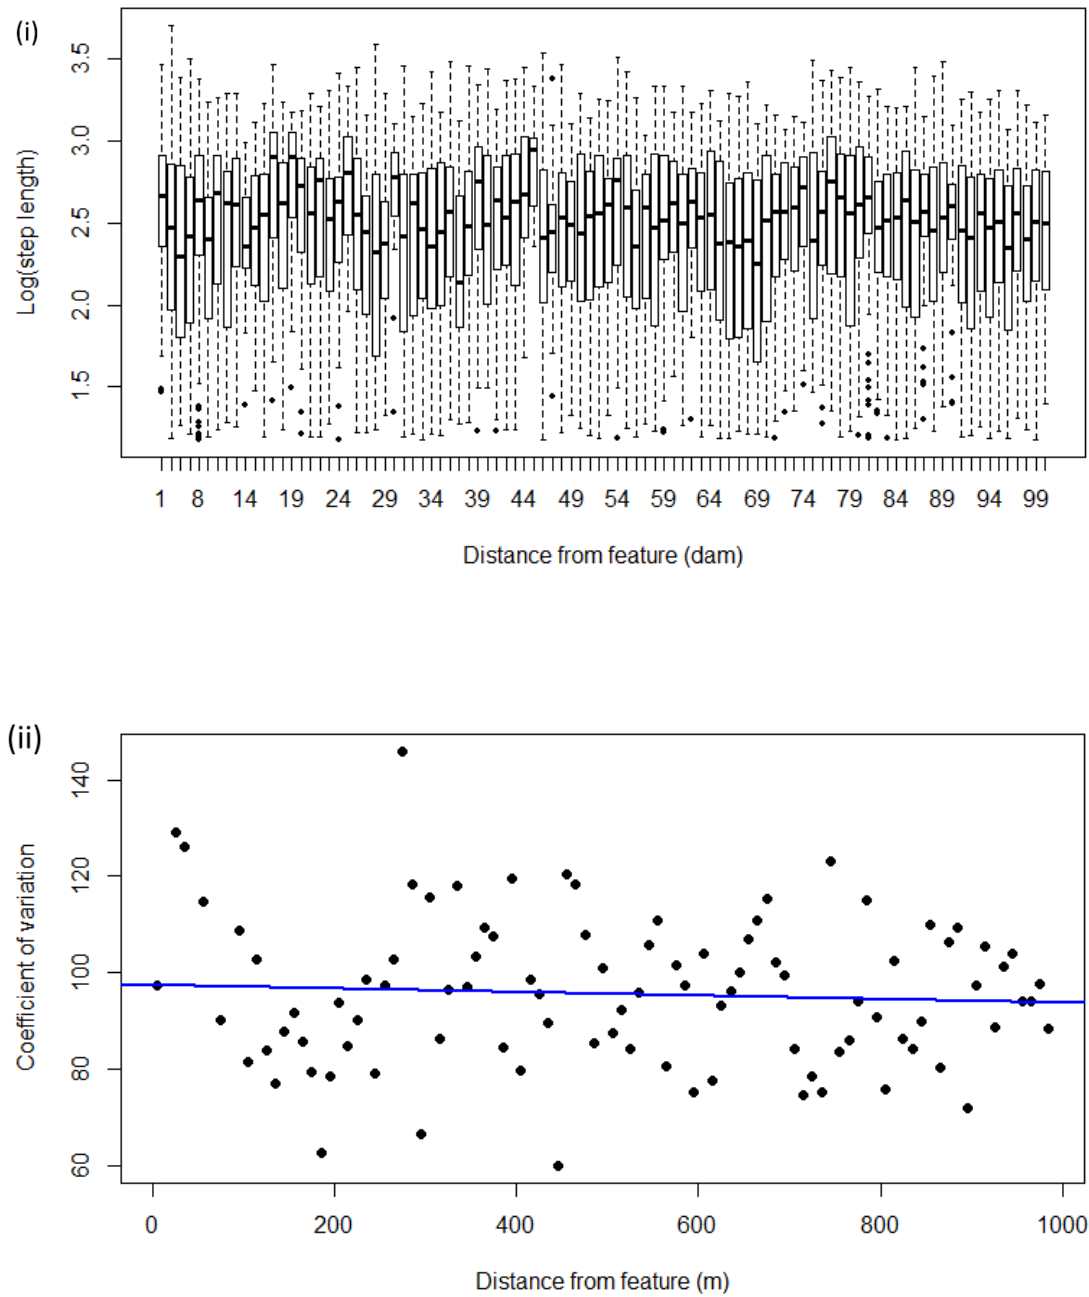 (i)
Log(step length)
3.5
3.0
2.5
2.0
1.5
1 8 14 19 24 29 34 39 44 49 54 59 64 69 74 79 84 89 94 99
Distance from feature (dam)
(ii)
Coefficient of variation
140
120
100
80
60
0 200 400 600 800 1000
Distance from feature (m)